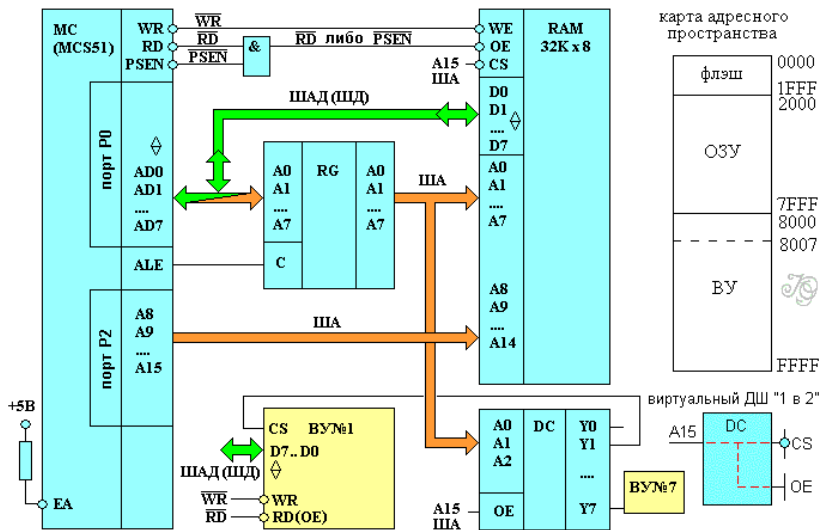 МС
(MCS51)
WR
RD
PSEN
WR
RD
PSEN
&
RD либо PSEN
RAM
32K x 8
WE
OE
CS
A15
ША
D0
D1
....
D7
A0
A1
....
A7
A8
A9
....
A14
порт P0
AD0
AD1
....
AD7
ALE
ШАД (ШД)
A0
A1
....
A7
RG
A0
A1
....
A7
C
ША
порт P2
A8
A9
....
A15
ША
+5В
EA
CS ВУ№1
D7.. D0
WR
RD(OE)
ШАД (ШД)
WR
RD
A0
A1
A2
DC
Y0
Y1
....
Y7
OE
A15
ША
ВУ№7
карта адресного
пространства
флэш
0000
1FFF
2000
ОЗУ
7FFF
8000
8007
ВУ
FFFF
виртуальный ДШ "1 в 2"
A15
DC
CS
OE